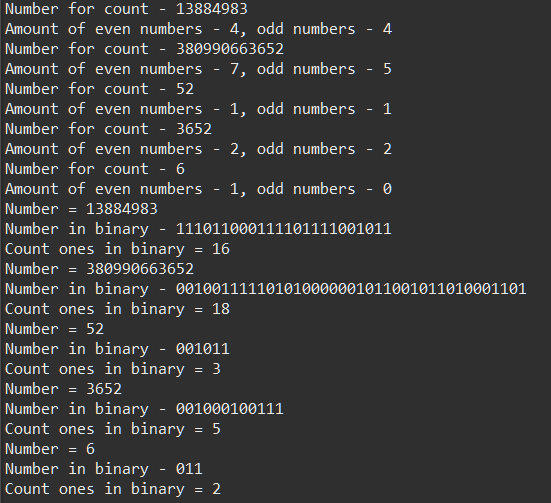 Number for count - 13884983
Amount of even numbers - 4, odd numbers - 4
Number for count - 380990663652
Amount of even numbers - 7, odd numbers - 5
Number for count - 52
Amount of even numbers - 1, odd numbers - 1
Number for count - 3652
Amount of even numbers - 2, odd numbers - 2
Number for count - 6
Amount of even numbers - 1, odd numbers - 0
Number = 13884983
Number in binary - 111011000111101111001011
Count ones in binary = 16
Number = 380990663652
Number in binary - 001001111101010000001011001011010001101
Count ones in binary = 18
Number = 52
Number in binary - 001011
Count ones in binary = 3
Number = 3652
Number in binary - 001000100111
Count ones in binary = 5
Number = 6
Number in binary - 011
Count ones in binary = 2